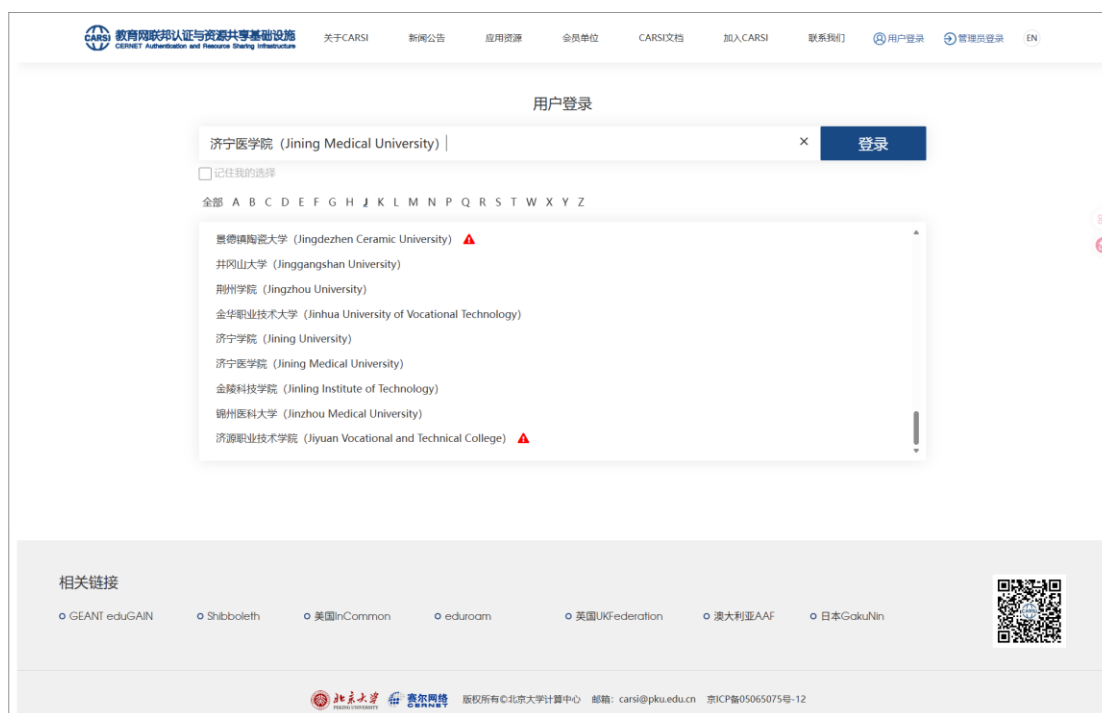 CARSI 教育网联邦认证与资源共享基础设施
CERNET Authentication and Resource Sharing Infrastructure
关于CARSI 新闻公告 应用资源 会员单位 CARSI文档 加入CARSI 联系我们 用户登录 管理员登录 EN
用户登录
济宁医学院（Jining Medical University） × 登录
记住我的选择
全部 A B C D E F G H J K L M N P Q R S T W X Y Z
景德镇陶瓷大学（Jingdezhen Ceramic University）
井冈山大学（Jinggangshan University）
荆州学院（Jingzhou University）
金华职业技术大学（Jinhua University of Vocational Technology）
济宁学院（Jining University）
济宁医学院（Jining Medical University）
金陵科技学院（Jinling Institute of Technology）
锦州医科大学（Jinzhou Medical University）
济源职业技术学院（Jiyuan Vocational and Technical College）
相关链接
GEANT eduGAIN Shibboleth 美国InCommon eduroam 英国UKFederation 澳大利亚AAF 日本GakuNin
北京大学 PEKING UNIVERSITY 赛尔网络 CERNET 版权所有©北京大学计算中心 邮箱：carsi@pku.edu.cn 京ICP备05065075号-12